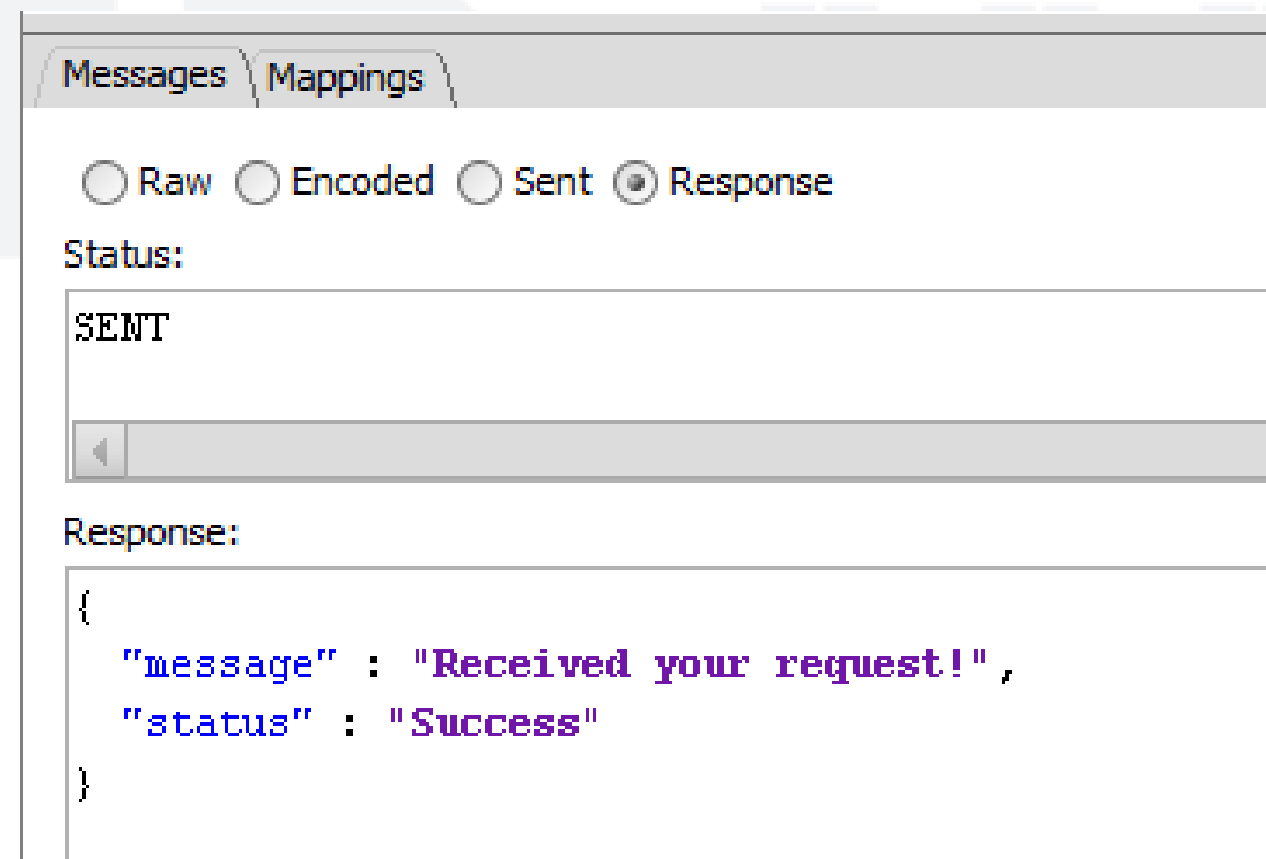 Messages Mappings
Raw Encoded Sent Response
Status:
SENT
Response:
{
"message" : "Received your request!",
"status" : "Success"
}